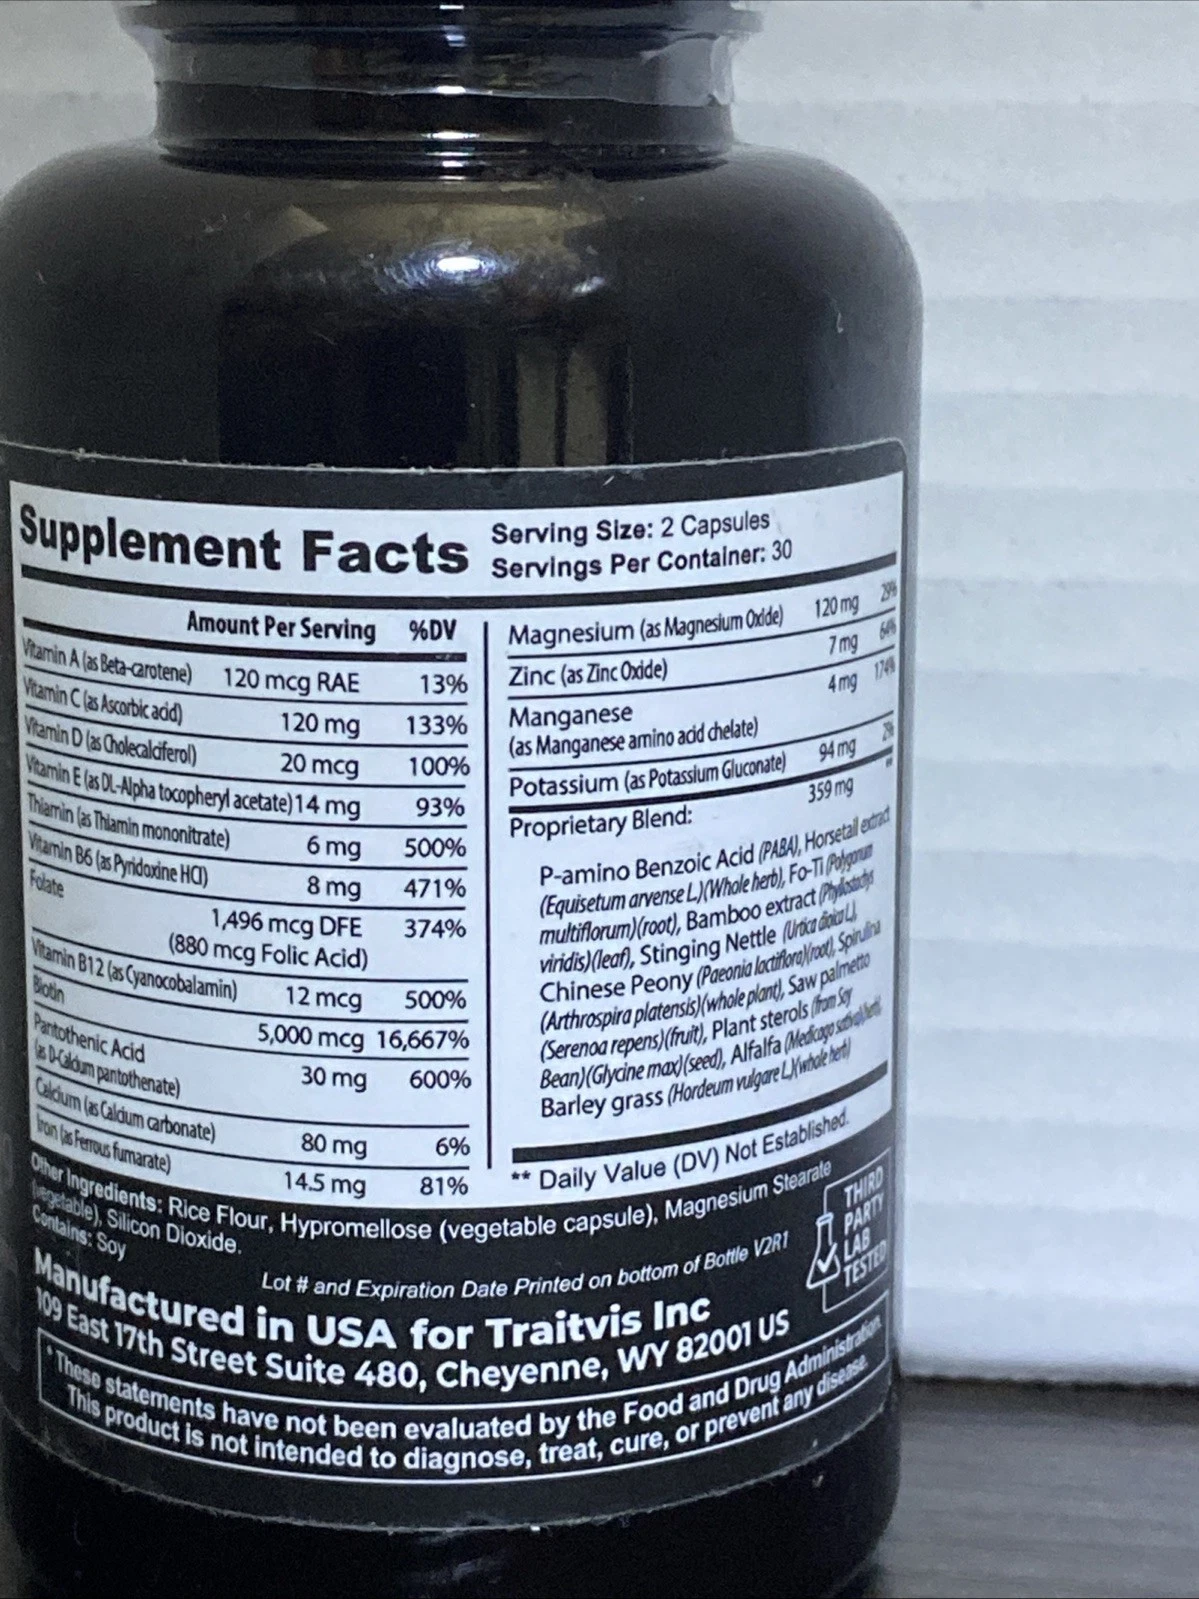 Supplement Facts
Serving Size: 2 Capsules
Servings Per Container: 30
Amount Per Serving %DV
Vitamin A (as Beta-carotene) 120 mcg RAE 13%
Vitamin C (as Ascorbic acid) 120 mg 133%
Vitamin D (as Cholecalciferol) 20 mcg 100%
Vitamin E (as DL-Alpha tocopheryl acetate) 14 mg 93%
Thiamin (as Thiamin mononitrate) 6 mg 500%
Vitamin B6 (as Pyridoxine HCl) 8 mg 471%
Folate 1,496 mcg DFE 374%
(880 mcg Folic Acid)
Vitamin B12 (as Cyanocobalamin) 12 mcg 500%
Biotin 5,000 mcg 16,667%
Pantothenic Acid
(as D-Calcium pantothenate) 30 mg 600%
Calcium (as Calcium carbonate) 80 mg 6%
Iron (as Ferrous fumarate) 14.5 mg 81%
Magnesium (as Magnesium Oxide) 120 mg 29%
Zinc (as Zinc Oxide) 7 mg 64%
Manganese 4 mg 174%
(as Manganese amino acid chelate)
Potassium (as Potassium Gluconate) 94 mg 2%
Proprietary Blend: 359 mg **
P-amino Benzoic Acid (PABA), Horsetail extract
(Equisetum arvense L.)(Whole herb), Fo-Ti (Polygonum
multiflorum)(root), Bamboo extract (Phyllostachys
viridis)(leaf), Stinging Nettle (Urtica dioica L.),
Chinese Peony (Paeonia lactiflora)(root), Spirulina
(Arthrospira platensis)(whole plant), Saw palmetto
(Serenoa repens)(fruit), Plant sterols (from Soy
Bean)(Glycine max)(seed), Alfalfa (Medicago sativa)(herb),
Barley grass (Hordeum vulgare L.)(whole herb)
** Daily Value (DV) Not Established.
Other Ingredients: Rice Flour, Hypromellose (vegetable capsule), Magnesium Stearate
(vegetable), Silicon Dioxide.
Contains: Soy
Lot # and Expiration Date Printed on bottom of Bottle V2R1
THIRD
PARTY
LAB
TESTED
Manufactured in USA for Traitvis Inc
109 East 17th Street Suite 480, Cheyenne, WY 82001 US
*These statements have not been evaluated by the Food and Drug Administration.
This product is not intended to diagnose, treat, cure, or prevent any disease.